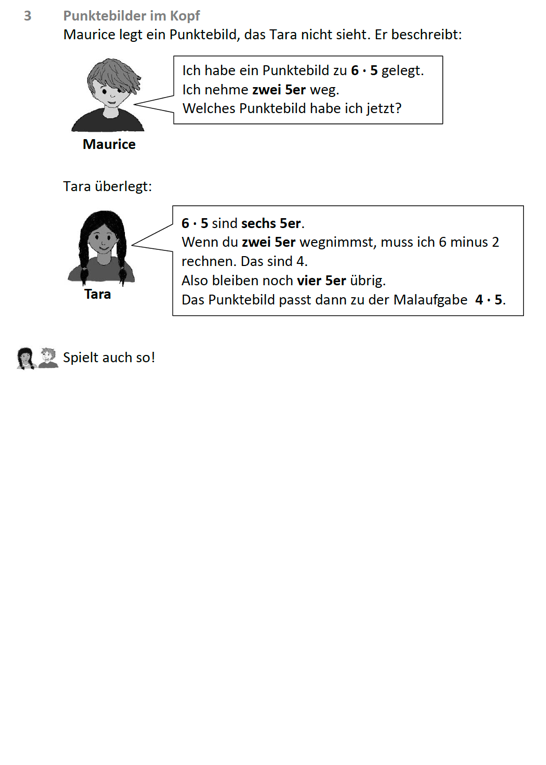 3 Punktebilder im Kopf
Maurice legt ein Punktebild, das Tara nicht sieht. Er beschreibt:
Ich habe ein Punktebild zu 6 · 5 gelegt.
Ich nehme zwei 5er weg.
Welches Punktebild habe ich jetzt?
Maurice
Tara überlegt:
6 · 5 sind sechs 5er.
Wenn du zwei 5er wegnimmst, muss ich 6 minus 2
rechnen. Das sind 4.
Also bleiben noch vier 5er übrig.
Das Punktebild passt dann zu der Malaufgabe 4 · 5.
Tara
Spielt auch so!